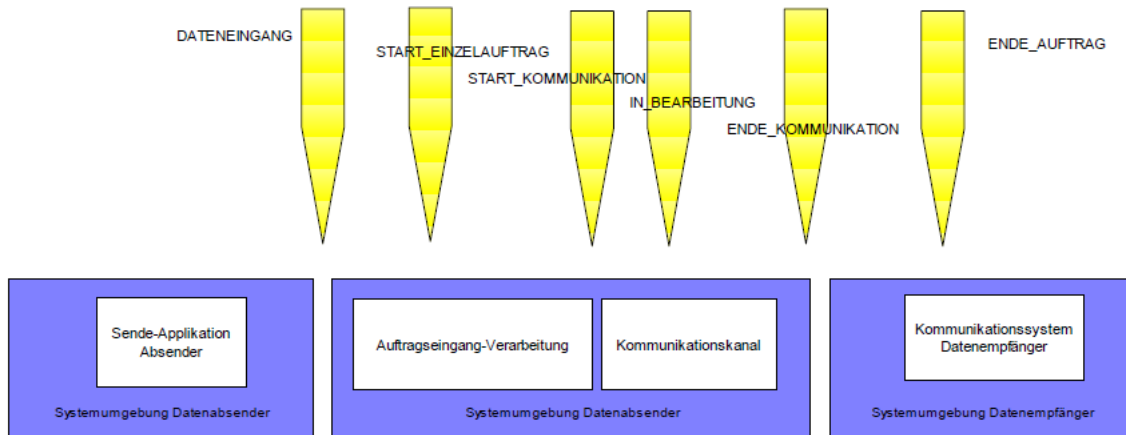 DATENEINGANG
START_EINZELAUFTRAG
START_KOMMUNIKATION
IN_BEARBEITUNG
ENDE_KOMMUNIKATION
ENDE_AUFTRAG
Sende-Applikation
Absender
Systemumgebung Datenabsender
Auftragseingang-Verarbeitung
Kommunikationskanal
Systemumgebung Datenabsender
Kommunikationssystem
Datenempfänger
Systemumgebung Datenempfänger